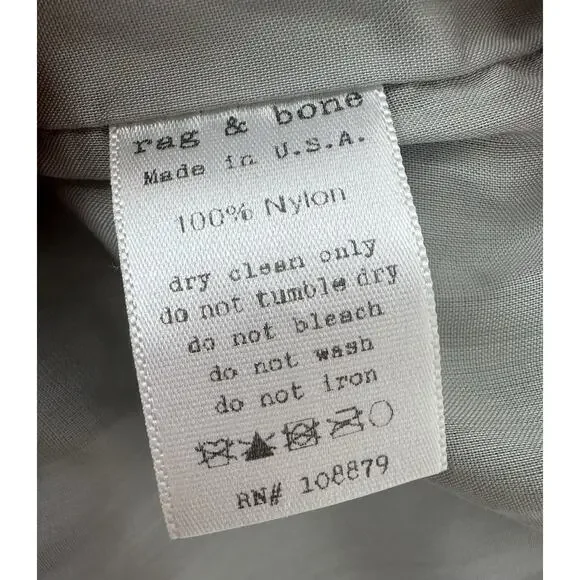 rag & bone
Made in U.S.A.
100% Nylon
dry clean only
do not tumble dry
do not bleach
do not wash
do not iron
RN# 108879